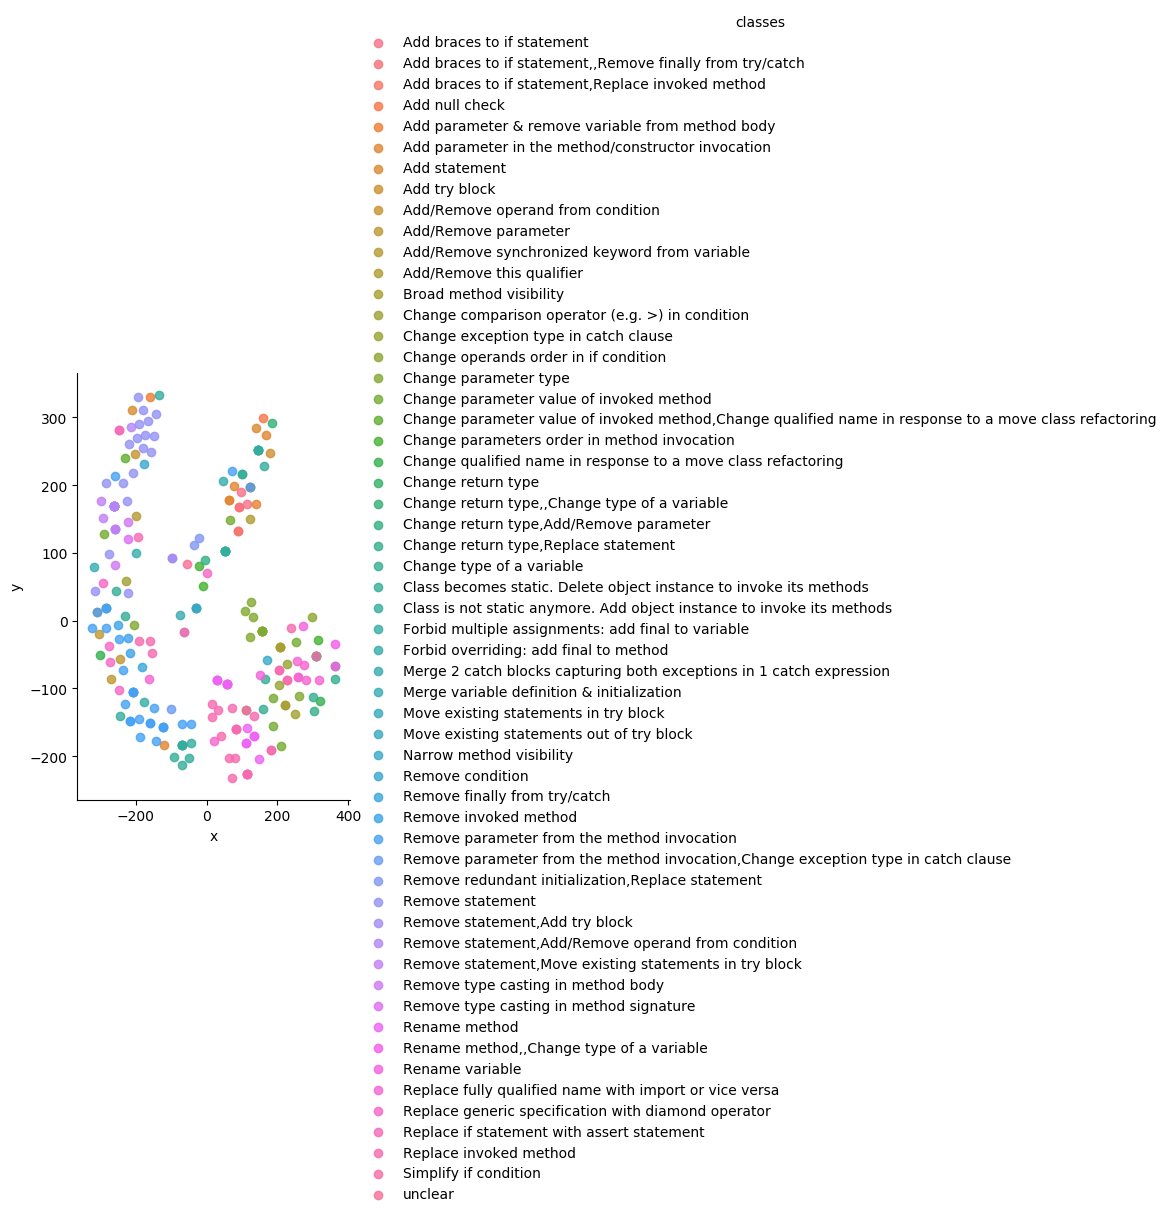 classes
Add braces to if statement
Add braces to if statement,,Remove finally from try/catch
Add braces to if statement,Replace invoked method
Add null check
Add parameter & remove variable from method body
Add parameter in the method/constructor invocation
Add statement
Add try block
Add/Remove operand from condition
Add/Remove parameter
Add/Remove synchronized keyword from variable
Add/Remove this qualifier
Broad method visibility
Change comparison operator (e.g. >) in condition
Change exception type in catch clause
Change operands order in if condition
Change parameter type
Change parameter value of invoked method
Change parameter value of invoked method,Change qualified name in response to a move class refactoring
Change parameters order in method invocation
Change qualified name in response to a move class refactoring
Change return type
Change return type,,Change type of a variable
Change return type,Add/Remove parameter
Change return type,Replace statement
Change type of a variable
Class becomes static. Delete object instance to invoke its methods
Class is not static anymore. Add object instance to invoke its methods
Forbid multiple assignments: add final to variable
Forbid overriding: add final to method
Merge 2 catch blocks capturing both exceptions in 1 catch expression
Merge variable definition & initialization
Move existing statements in try block
Move existing statements out of try block
Narrow method visibility
Remove condition
Remove finally from try/catch
Remove invoked method
Remove parameter from the method invocation
Remove parameter from the method invocation,Change exception type in catch clause
Remove redundant initialization,Replace statement
Remove statement
Remove statement,Add try block
Remove statement,Add/Remove operand from condition
Remove statement,Move existing statements in try block
Remove type casting in method body
Remove type casting in method signature
Rename method
Rename method,,Change type of a variable
Rename variable
Replace fully qualified name with import or vice versa
Replace generic specification with diamond operator
Replace if statement with assert statement
Replace invoked method
Simplify if condition
unclear
300
200
100
0
−100
−200
y
−200 0 200 400
x